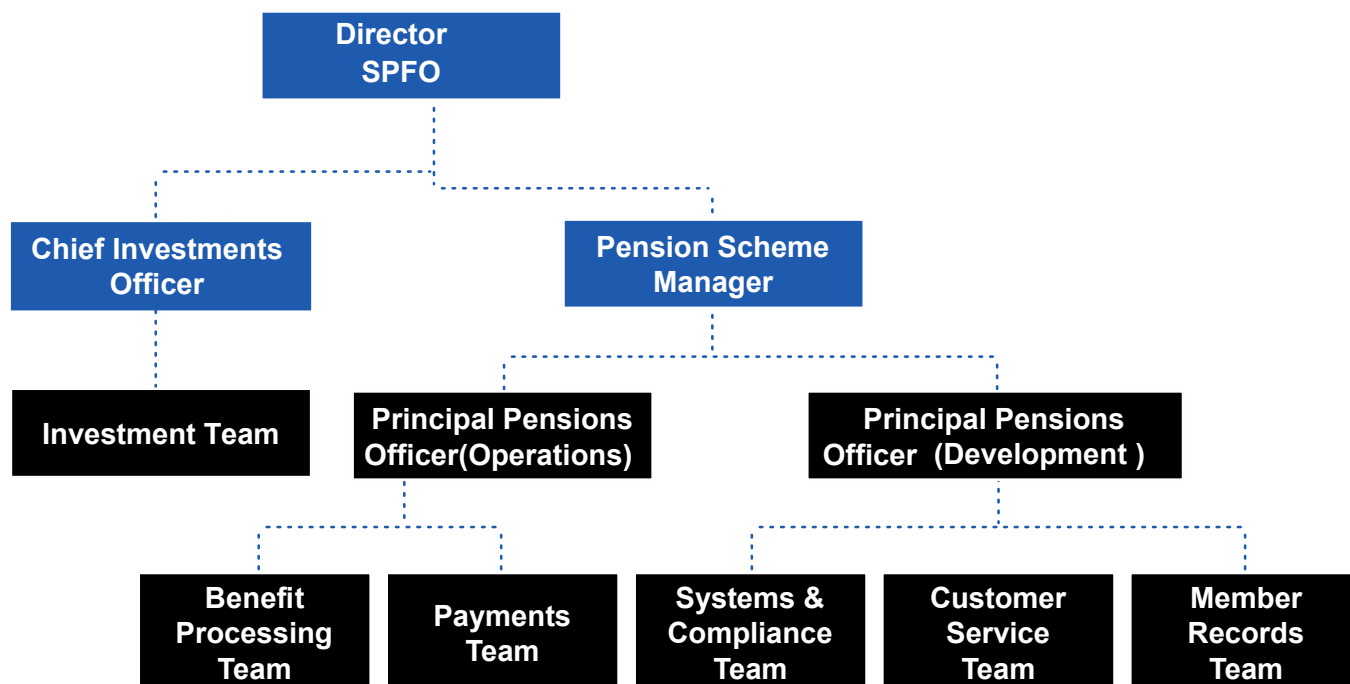 Director
SPFO
Chief Investments
Officer
Pension Scheme
Manager
Investment Team
Principal Pensions
Officer(Operations)
Principal Pensions
Officer (Development )
Benefit
Processing
Team
Payments
Team
Systems &
Compliance
Team
Customer
Service
Team
Member
Records
Team